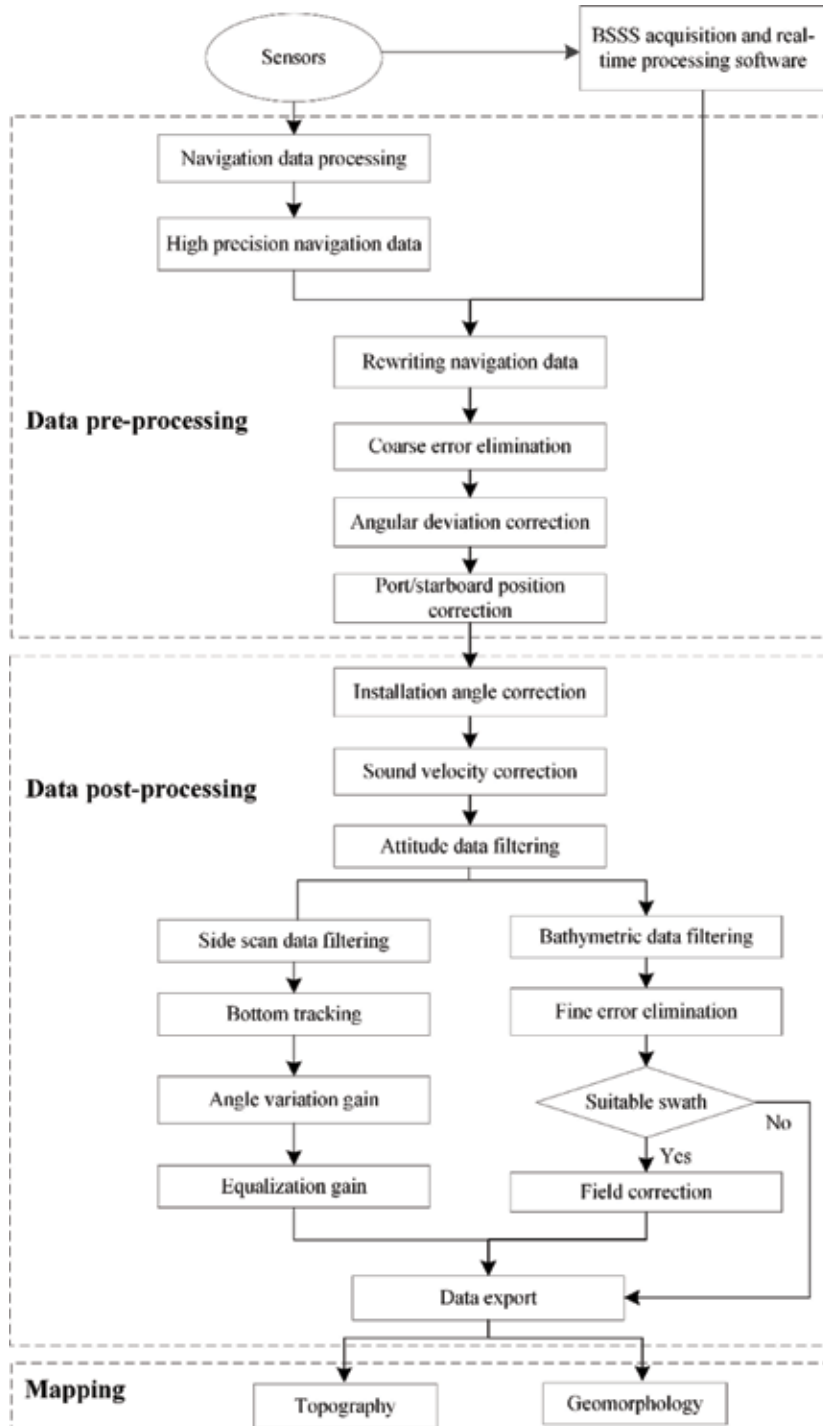 Sensors
BSSS acquisition and real-
time processing software
Navigation data processing
High precision navigation data
Rewriting navigation data
Data pre-processing
Coarse error elimination
Angular deviation correction
Port/starboard position
correction
Installation angle correction
Sound velocity correction
Data post-processing
Attitude data filtering
Side scan data filtering
Bathymetric data filtering
Bottom tracking
Fine error elimination
Angle variation gain
Suitable swath
No
Yes
Equalization gain
Field correction
Data export
Mapping
Topography
Geomorphology